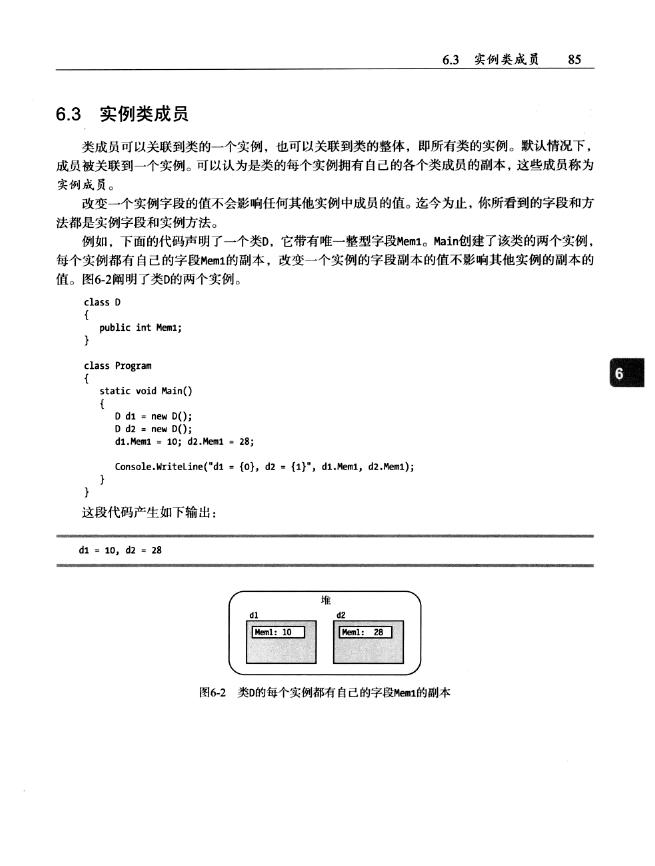 6.3 实例类成员 85
6.3 实例类成员
类成员可以关联到类的一个实例，也可以关联到类的整体，即所有类的实例。默认情况下，
成员被关联到一个实例。可以认为是类的每个实例拥有自己的各个类成员的副本，这些成员称为
实例成员。
改变一个实例字段的值不会影响任何其他实例中成员的值。迄今为止，你所看到的字段和方
法都是实例字段和实例方法。
例如，下面的代码声明了一个类D，它带有唯一整型字段Mem1。Main创建了该类的两个实例，
每个实例都有自己的字段Mem1的副本，改变一个实例的字段副本的值不影响其他实例的副本的
值。图6-2阐明了类D的两个实例。
class D
{
public int Mem1;
}
class Program
{
static void Main()
{
D d1 = new D();
D d2 = new D();
d1.Mem1 = 10; d2.Mem1 = 28;
Console.WriteLine("d1 = {0}, d2 = {1}", d1.Mem1, d2.Mem1);
}
}
6
这段代码产生如下输出：
d1 = 10, d2 = 28
堆
d1 d2
Mem1: 10 Mem1: 28
图6-2 类D的每个实例都有自己的字段Mem1的副本